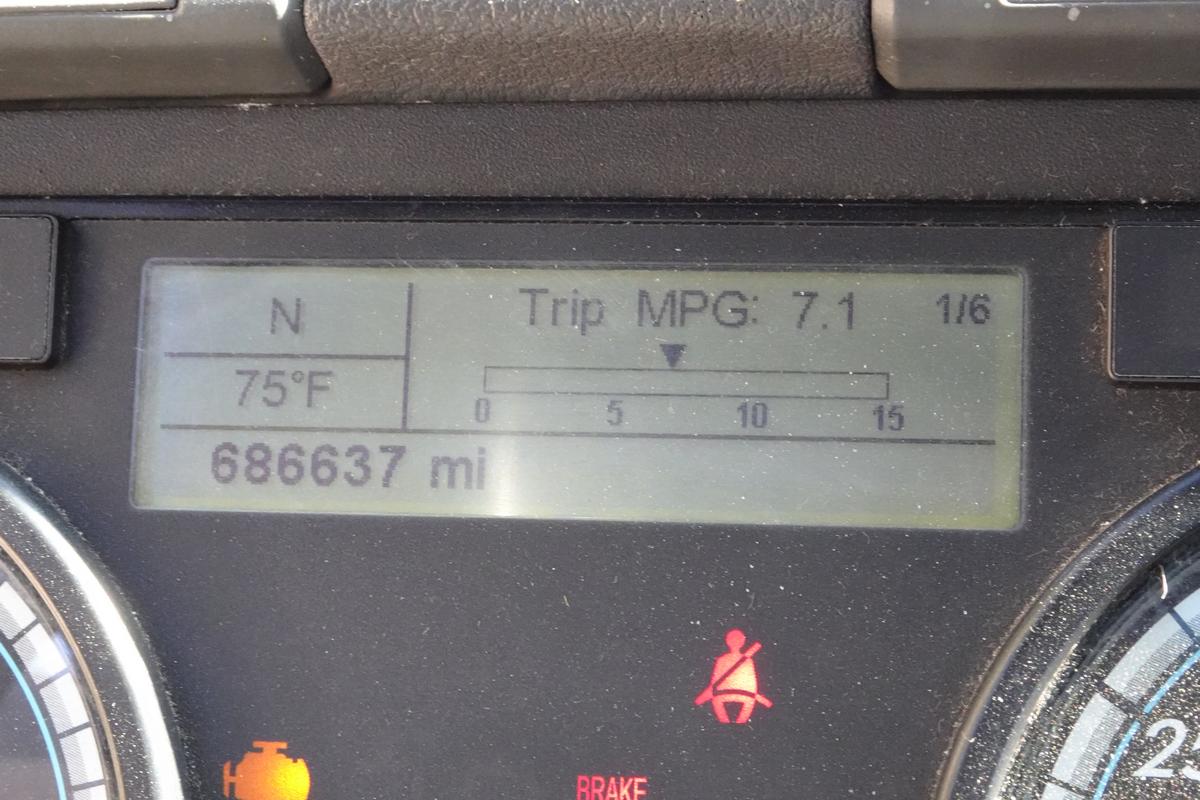 N
Trip MPG: 7.1 1/6
75°F
0 5 10 15
686637 mi
BRAKE